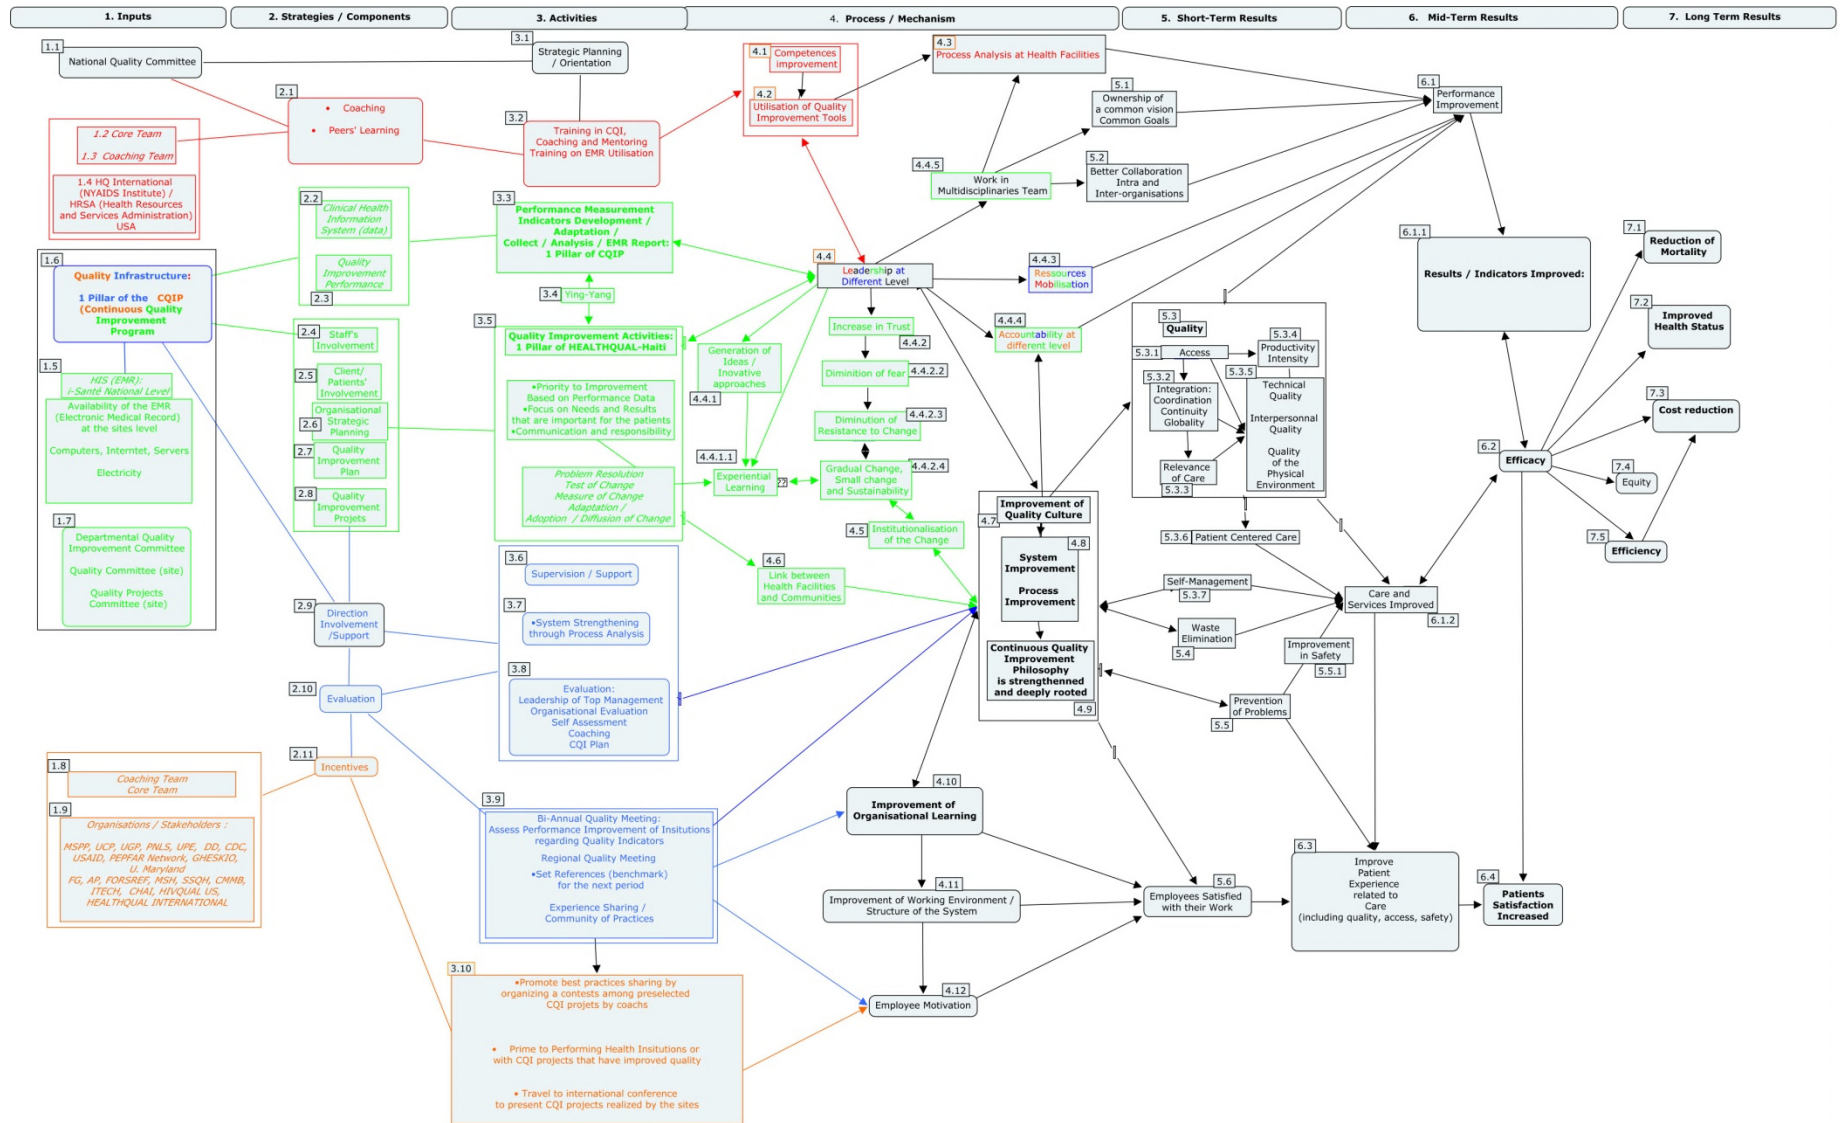 1. Inputs
2. Strategies / Components
3. Activities
4. Process / Mechanism
5. Short-Term Results
6. Mid-Term Results
7. Long Term Results
1.1
National Quality Committee
1.2 Core Team
1.3 Coaching Team
1.4 HQ International
(NYAIDS Institute) /
HRSA (Health Resources
and Services Administration)
USA
1.6
Quality Infrastructure:
1 Pillar of the CQIP
(Continuous Quality
Improvement
Program
1.5
HIS (EMR):
i-Santé National Level
Availability of the EMR
(Electronic Medical Record)
at the sites level
Computers, Interntet, Servers
Electricity
1.7
Departmental Quality
Improvement Committee
Quality Committee (site)
Quality Projects
Committee (site)
1.8
Coaching Team
Core Team
1.9
Organisations / Stakeholders :
MSPP, UCP, UGP, PNLS, UPE, DD, CDC,
USAID, PEPFAR Network, GHESKIO,
U. Maryland
FG, AP, FORSREF, MSH, SSQH, CMMB,
ITECH, CHAI, HIVQUAL US,
HEALTHQUAL INTERNATIONAL
2.1
• Coaching
• Peers' Learning
2.2
Clinical Health
Information
System (data)
Quality
Improvement
Performance
2.3
2.4
Staff's
Involvement
2.5
Client/
Patients'
Involvement
2.6
Organisational
Strategic
Planning
2.7
Quality
Improvement
Plan
2.8
Quality
Improvement
Projets
2.9
Direction
Involvement
/Support
2.10
Evaluation
2.11
Incentives
3.1
Strategic Planning
/ Orientation
3.2
Training in CQI,
Coaching and Mentoring
Training on EMR Utilisation
3.3
Performance Measurement
Indicators Development /
Adaptation /
Collect / Analysis / EMR Report:
1 Pillar of CQIP
3.4
Ying-Yang
3.5
Quality Improvement Activities:
1 Pillar of HEALTHQUAL-Haiti
•Priority to Improvement
Based on Performance Data
•Focus on Needs and Results
that are important for the patients
•Communication and responsibility
Problem Resolution
Test of Change
Measure of Change
Adaptation /
Adoption / Diffusion of Change
3.6
Supervision / Support
3.7
•System Strengthening
through Process Analysis
3.8
Evaluation:
Leadership of Top Management
Organisational Evaluation
Self Assessment
Coaching
CQI Plan
3.9
Bi-Annual Quality Meeting:
Assess Performance Improvement of Insitutions
regarding Quality Indicators
Regional Quality Meeting
•Set References (benchmark)
for the next period
Experience Sharing /
Community of Practices
3.10
•Promote best practices sharing by
organizing a contests among preselected
CQI projets by coachs
• Prime to Performing Health Insitutions or
with CQI projects that have improved quality
• Travel to international conference
to present CQI projects realized by the sites
4.1
Competences
improvement
4.2
Utilisation of Quality
Improvement Tools
4.3
Process Analysis at Health Facilities
4.4
Leadership at
Different Level
4.4.5
Work in
Multidisciplinaries Team
4.4.3
Ressources
Mobilisation
4.4.4
Accountability at
different level
Increase in Trust
4.4.2
Diminition of fear
4.4.2.2
4.4.2.3
Diminution of
Resistance to Change
4.4.2.4
Gradual Change,
Small change
and Sustainability
Generation of
Ideas /
Inovative
approaches
4.4.1
4.4.1.1
Experiential
Learning
??
4.5
Institutionalisation
of the Change
4.6
Link between
Health Facilities
and Communities
4.7
Improvement of
Quality Culture
4.8
System
Improvement
Process
Improvement
Continuous Quality
Improvement
Philosophy
is strengthenned
and deeply rooted
4.9
4.10
Improvement of
Organisational Learning
4.11
Improvement of Working Environment /
Structure of the System
4.12
Employee Motivation
5.1
Ownership of
a common vision
Common Goals
5.2
Better Collaboration
Intra and
Inter-organisations
5.3
Quality
5.3.1
Access
5.3.4
Productivity
Intensity
5.3.2
Integration:
Coordination
Continuity
Globality
5.3.5
Technical
Quality
Interpersonnal
Quality
Quality
of the
Physical
Environment
Relevance
of Care
5.3.3
5.3.6
Patient Centered Care
Self-Management
5.3.7
Waste
Elimination
5.4
Improvement
in Safety
5.5.1
Prevention
of Problems
5.5
5.6
Employees Satisfied
with their Work
6.1
Performance
Improvement
6.1.1
Results / Indicators Improved:
6.2
Efficacy
Care and
Services Improved
6.1.2
6.3
Improve
Patient
Experience
related to
Care
(including quality, access, safety)
6.4
Patients
Satisfaction
Increased
7.1
Reduction of
Mortality
7.2
Improved
Health Status
7.3
Cost reduction
7.4
Equity
7.5
Efficiency